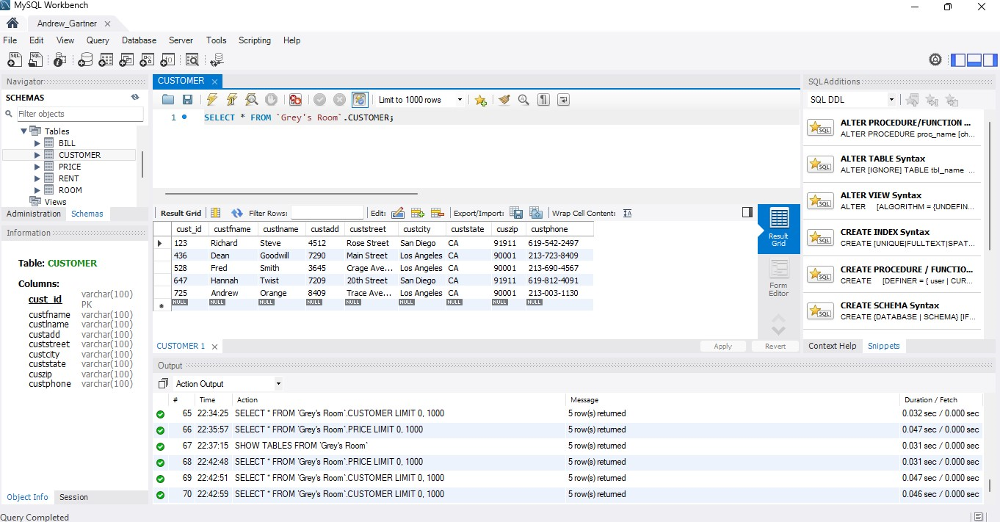 MySQL Workbench
Andrew_Gartner
File Edit View Query Database Server Tools Scripting Help
Navigator
SCHEMAS
Filter objects
Tables
BILL
CUSTOMER
PRICE
RENT
ROOM
Views
Administration Schemas
Information
Table: CUSTOMER
Columns:
cust_id varchar(100)
PK
custfname varchar(100)
custlname varchar(100)
custadd varchar(100)
custstreet varchar(100)
custcity varchar(100)
custstate varchar(100)
cuszip varchar(100)
custphone varchar(100)
Object Info Session
Query Completed
CUSTOMER
Limit to 1000 rows
1 SELECT * FROM `Grey's Room`.CUSTOMER;
Result Grid Filter Rows: Edit: Export/Import: Wrap Cell Content:
cust_id custfname custlname custadd custstreet custcity custstate cuszip custphone
123 Richard Steve 4512 Rose Street San Diego CA 91911 619-542-2497
436 Dean Goodwill 7290 Main Street Los Angeles CA 90001 213-723-8409
528 Fred Smith 3645 Crage Ave... Los Angeles CA 90001 213-690-4567
647 Hannah Twist 7209 20th Street San Diego CA 91911 619-812-4091
725 Andrew Orange 8409 Trace Ave... Los Angeles CA 90001 213-003-1130
NULL NULL NULL NULL NULL NULL NULL NULL NULL
Result
Grid
Form
Editor
CUSTOMER 1
Apply Revert
Output
Action Output
# Time Action Message Duration / Fetch
65 22:34:25 SELECT * FROM `Grey's Room`.CUSTOMER LIMIT 0, 1000 5 row(s) returned 0.032 sec / 0.000 sec
66 22:35:57 SELECT * FROM `Grey's Room`.PRICE LIMIT 0, 1000 5 row(s) returned 0.047 sec / 0.000 sec
67 22:37:15 SHOW TABLES FROM `Grey's Room` 5 row(s) returned 0.031 sec / 0.000 sec
68 22:42:48 SELECT * FROM `Grey's Room`.PRICE LIMIT 0, 1000 5 row(s) returned 0.031 sec / 0.000 sec
69 22:42:51 SELECT * FROM `Grey's Room`.CUSTOMER LIMIT 0, 1000 5 row(s) returned 0.047 sec / 0.000 sec
70 22:42:59 SELECT * FROM `Grey's Room`.CUSTOMER LIMIT 0, 1000 5 row(s) returned 0.046 sec / 0.000 sec
SQLAdditions
SQL DDL
ALTER PROCEDURE/FUNCTION ...
ALTER PROCEDURE proc_name [ch...
ALTER TABLE Syntax
ALTER [IGNORE] TABLE tbl_name ...
ALTER VIEW Syntax
ALTER [ALGORITHM = {UNDEFIN...
CREATE INDEX Syntax
CREATE [UNIQUE|FULLTEXT|SPAT...
CREATE PROCEDURE / FUNCTIO...
CREATE [DEFINER = { user | CUR...
CREATE SCHEMA Syntax
CREATE {DATABASE | SCHEMA} [IF...
Context Help Snippets